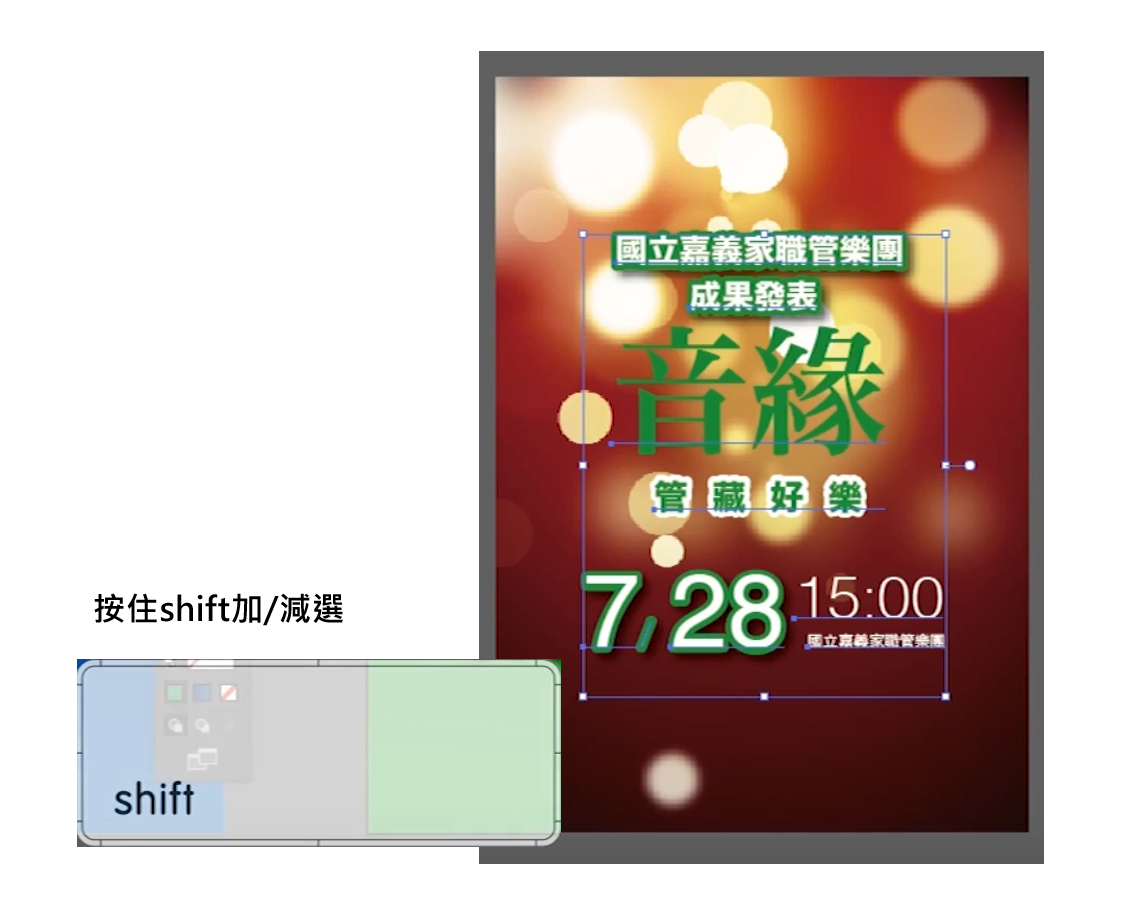 國立嘉義家職管樂團
成果發表
音緣
管藏好樂
7/28 15:00
國立嘉義家職管樂團
按住shift加/減選
shift